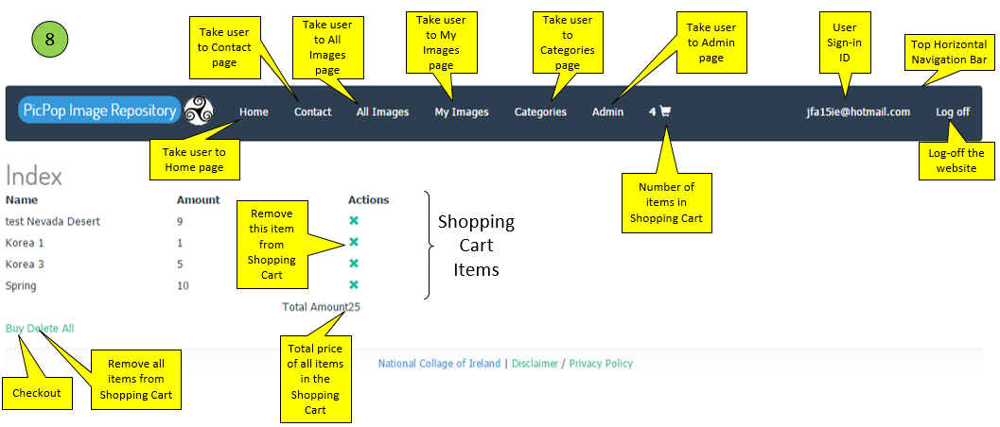 8
Take user
to Contact
page
Take user
to All
Images
page
Take user
to My
Images
page
Take user
to
Categories
page
Take user
to Admin
page
User
Sign-in
ID
Top Horizontal
Navigation Bar
PicPop Image Repository
Home
Contact
All Images
My Images
Categories
Admin
4
jfa15ie@hotmail.com
Log off
Take user to
Home page
Log-off the
website
Number of
items in
Shopping Cart
Index
Name Amount Actions
test Nevada Desert 9
Korea 1 1
Korea 3 5
Spring 10
Remove
this item
from
Shopping
Cart
Shopping
Cart
Items
Total Amount25
Buy Delete All
Checkout
Remove all
items from
Shopping Cart
Total price
of all items
in the
Shopping
Cart
National Collage of Ireland | Disclaimer / Privacy Policy